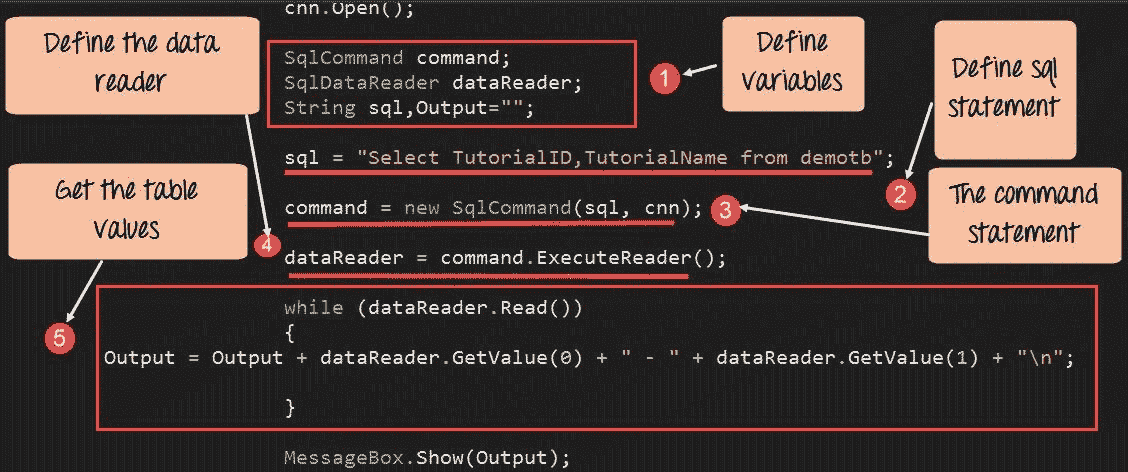 cnn.Open();
Define the data
reader
SqlCommand command;
SqlDataReader dataReader;
String sql,Output="";
1
Define
variables
Define sql
statement
sql = "Select TutorialID,TutorialName from demotb";
2
Get the table
values
command = new SqlCommand(sql, cnn);
3
The command
statement
4
dataReader = command.ExecuteReader();
5
while (dataReader.Read())
{
Output = Output + dataReader.GetValue(0) + " - " + dataReader.GetValue(1) + "\n";
}
MessageBox.Show(Output);